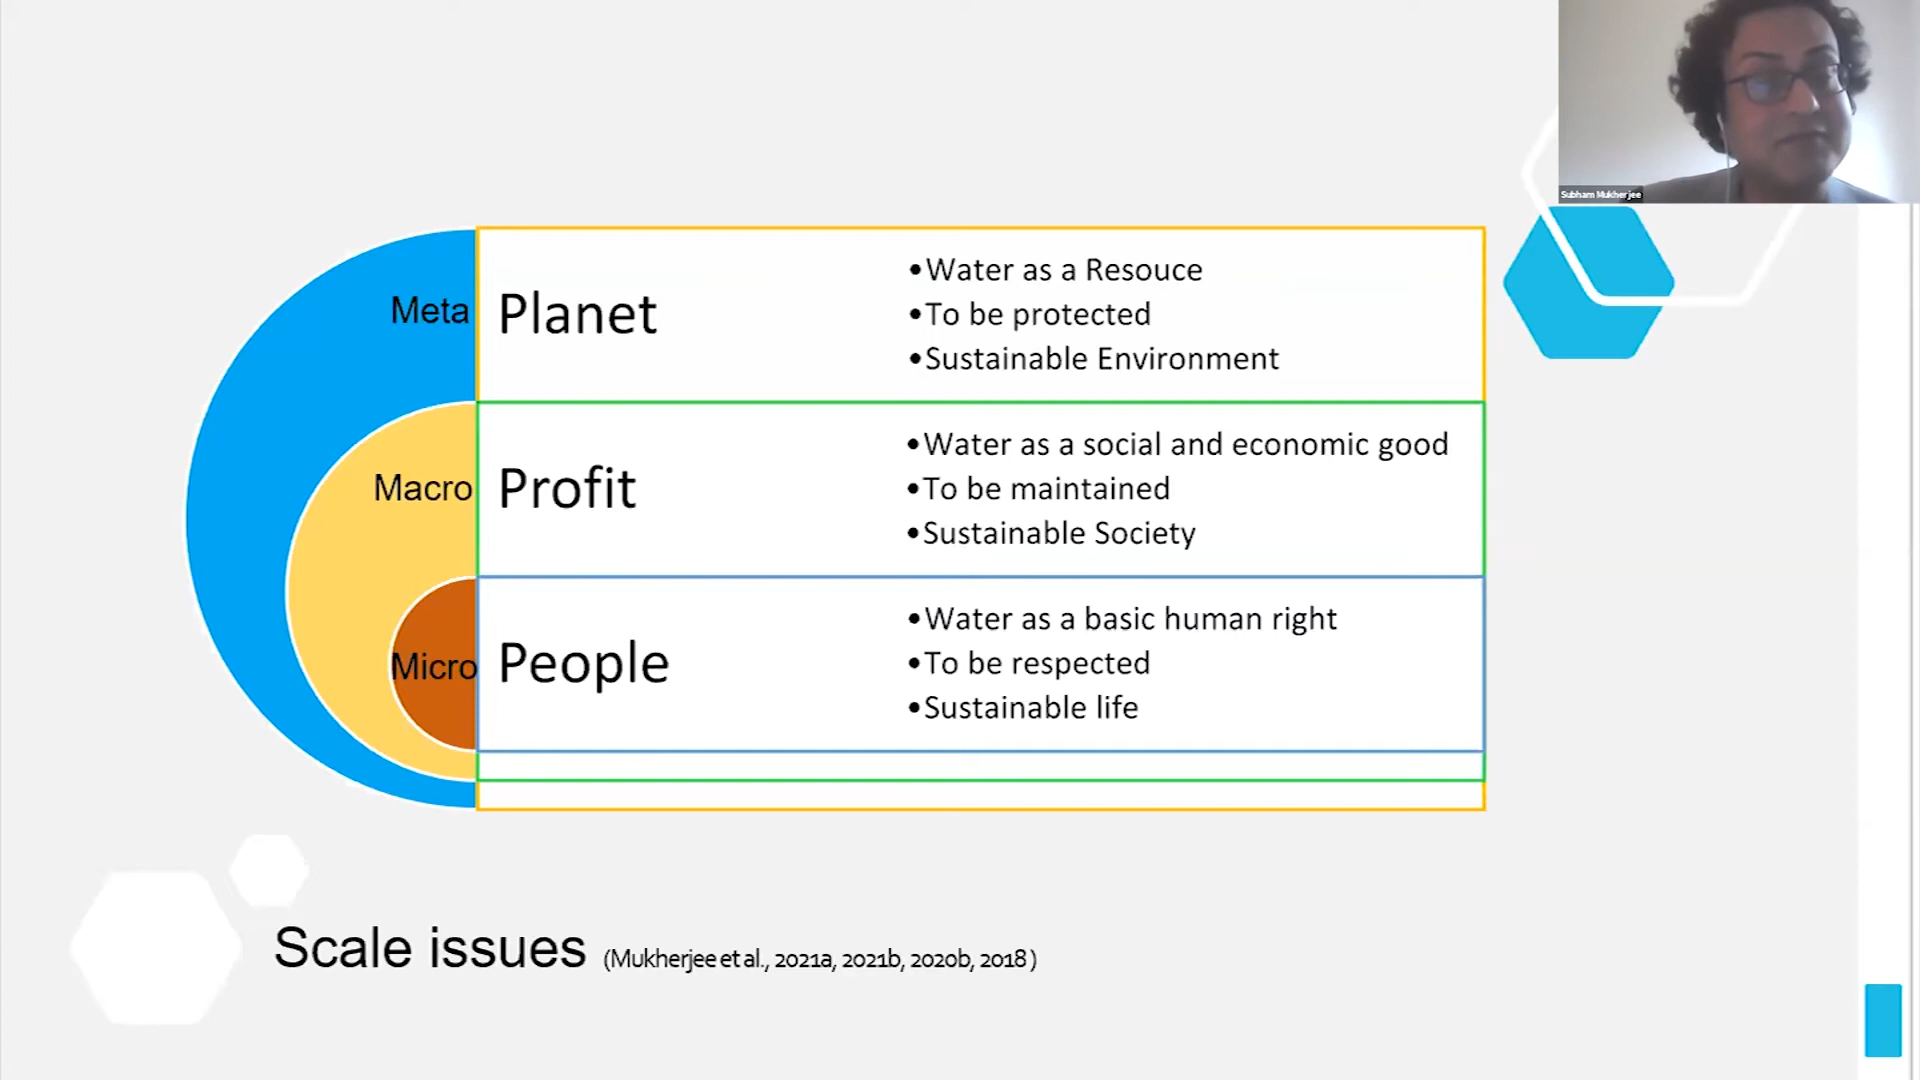 Subham Mukherjee
Meta
Planet
•Water as a Resouce
•To be protected
•Sustainable Environment
Macro
Profit
•Water as a social and economic good
•To be maintained
•Sustainable Society
Micro
People
•Water as a basic human right
•To be respected
•Sustainable life
Scale issues (Mukherjee et al., 2021a, 2021b, 2020b, 2018)